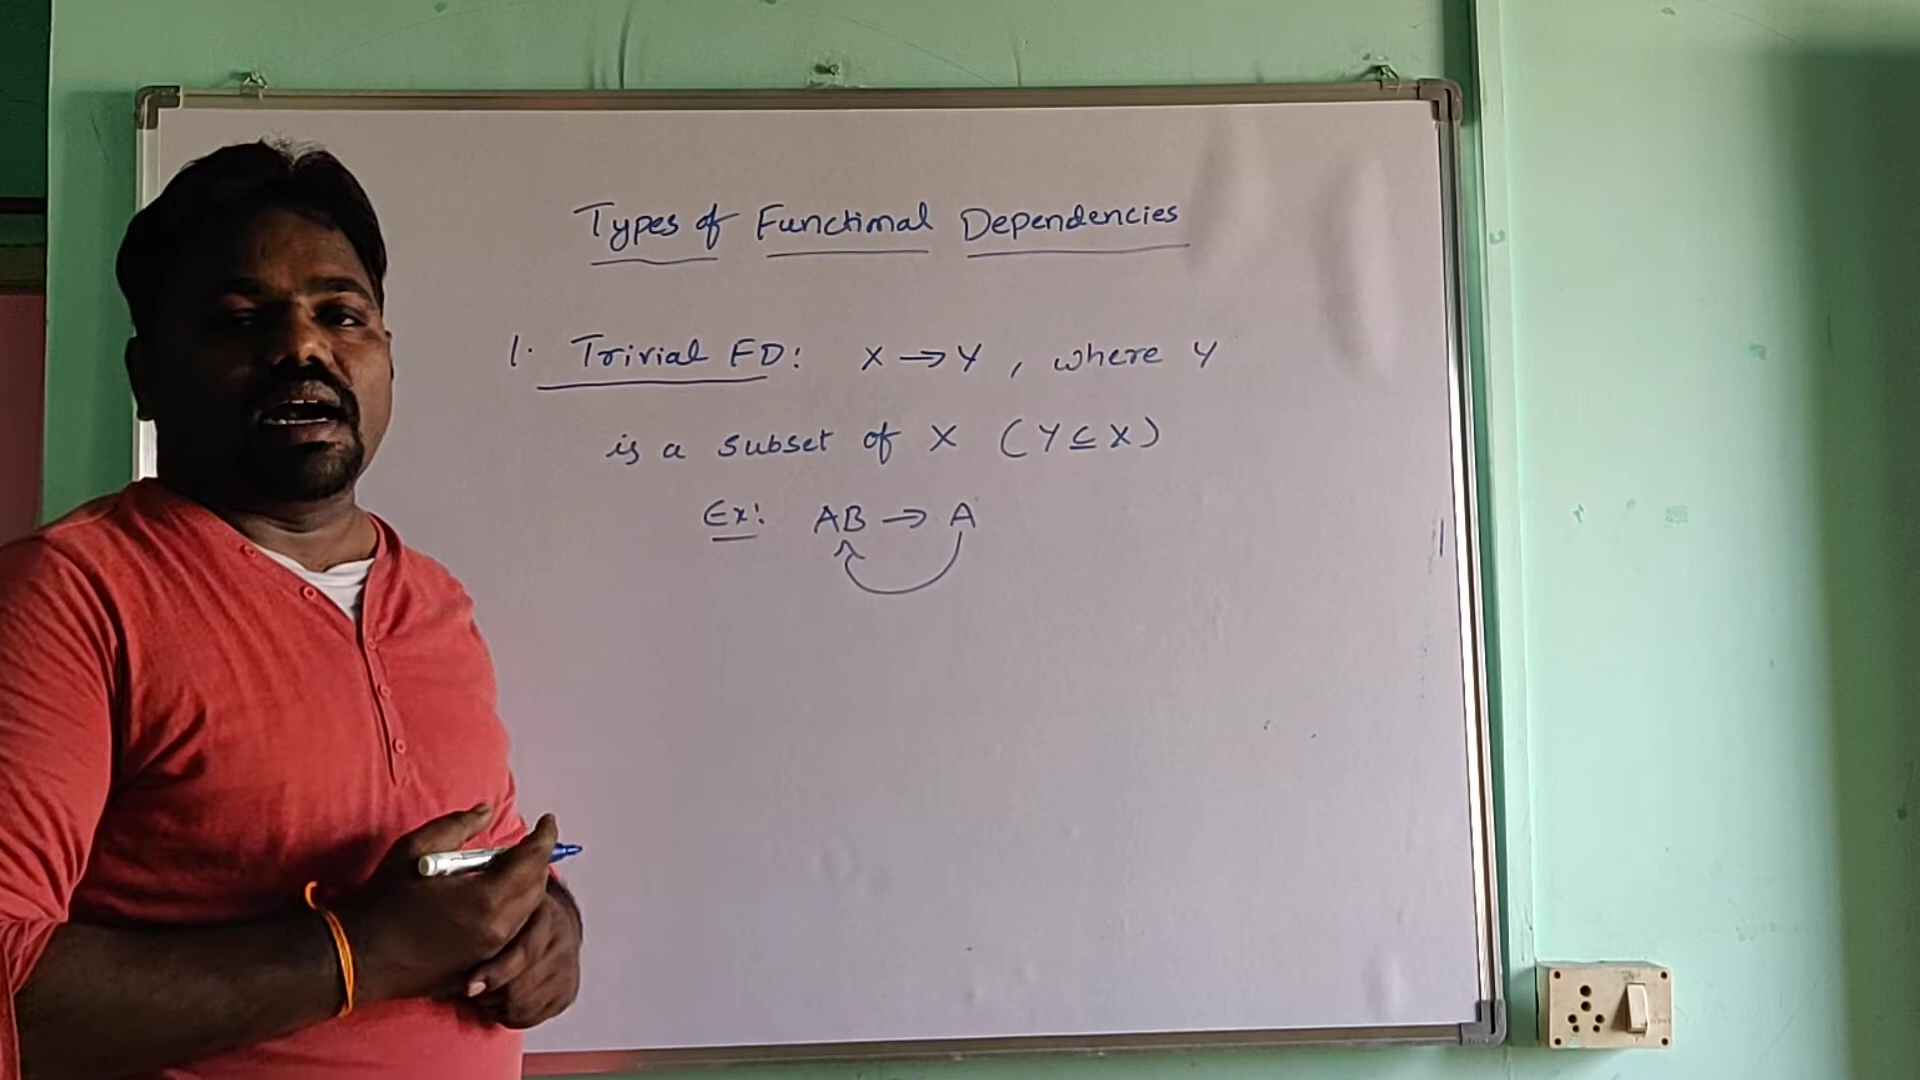 Types of Functional Dependencies
1. Trivial FD: X → Y, where Y
is a subset of X (Y ⊆ X)
Ex: AB → A